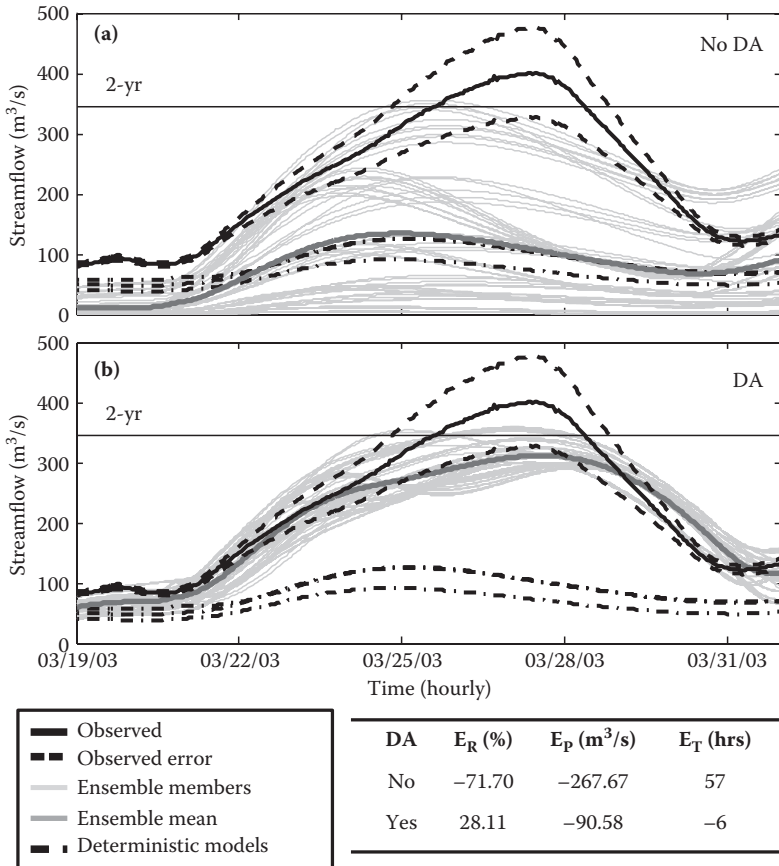 500
(a)
No DA
400
2-yr
300
200
100
0
Streamflow (m³/s)
500
(b)
DA
400
2-yr
300
200
100
0
Streamflow (m³/s)
03/19/03 03/22/03 03/25/03 03/28/03 03/31/03
Time (hourly)
Observed
Observed error
Ensemble members
Ensemble mean
Deterministic models
DA E_R (%) E_P (m³/s) E_T (hrs)
No –71.70 –267.67 57
Yes 28.11 –90.58 –6